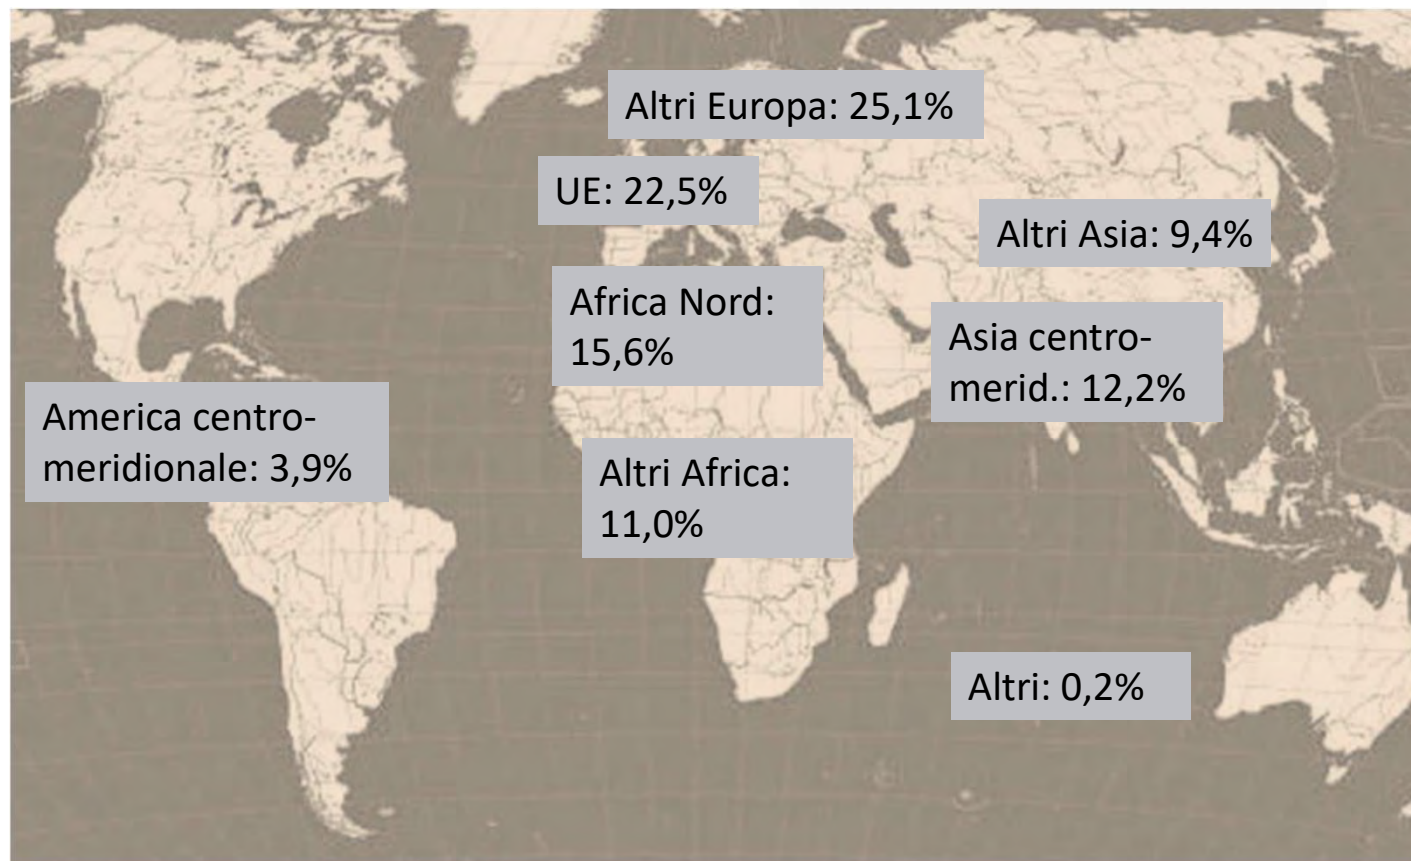 Altri Europa: 25,1%
UE: 22,5%
Altri Asia: 9,4%
Africa Nord:
15,6%
Asia centro-
merid.: 12,2%
America centro-
meridionale: 3,9%
Altri Africa:
11,0%
Altri: 0,2%